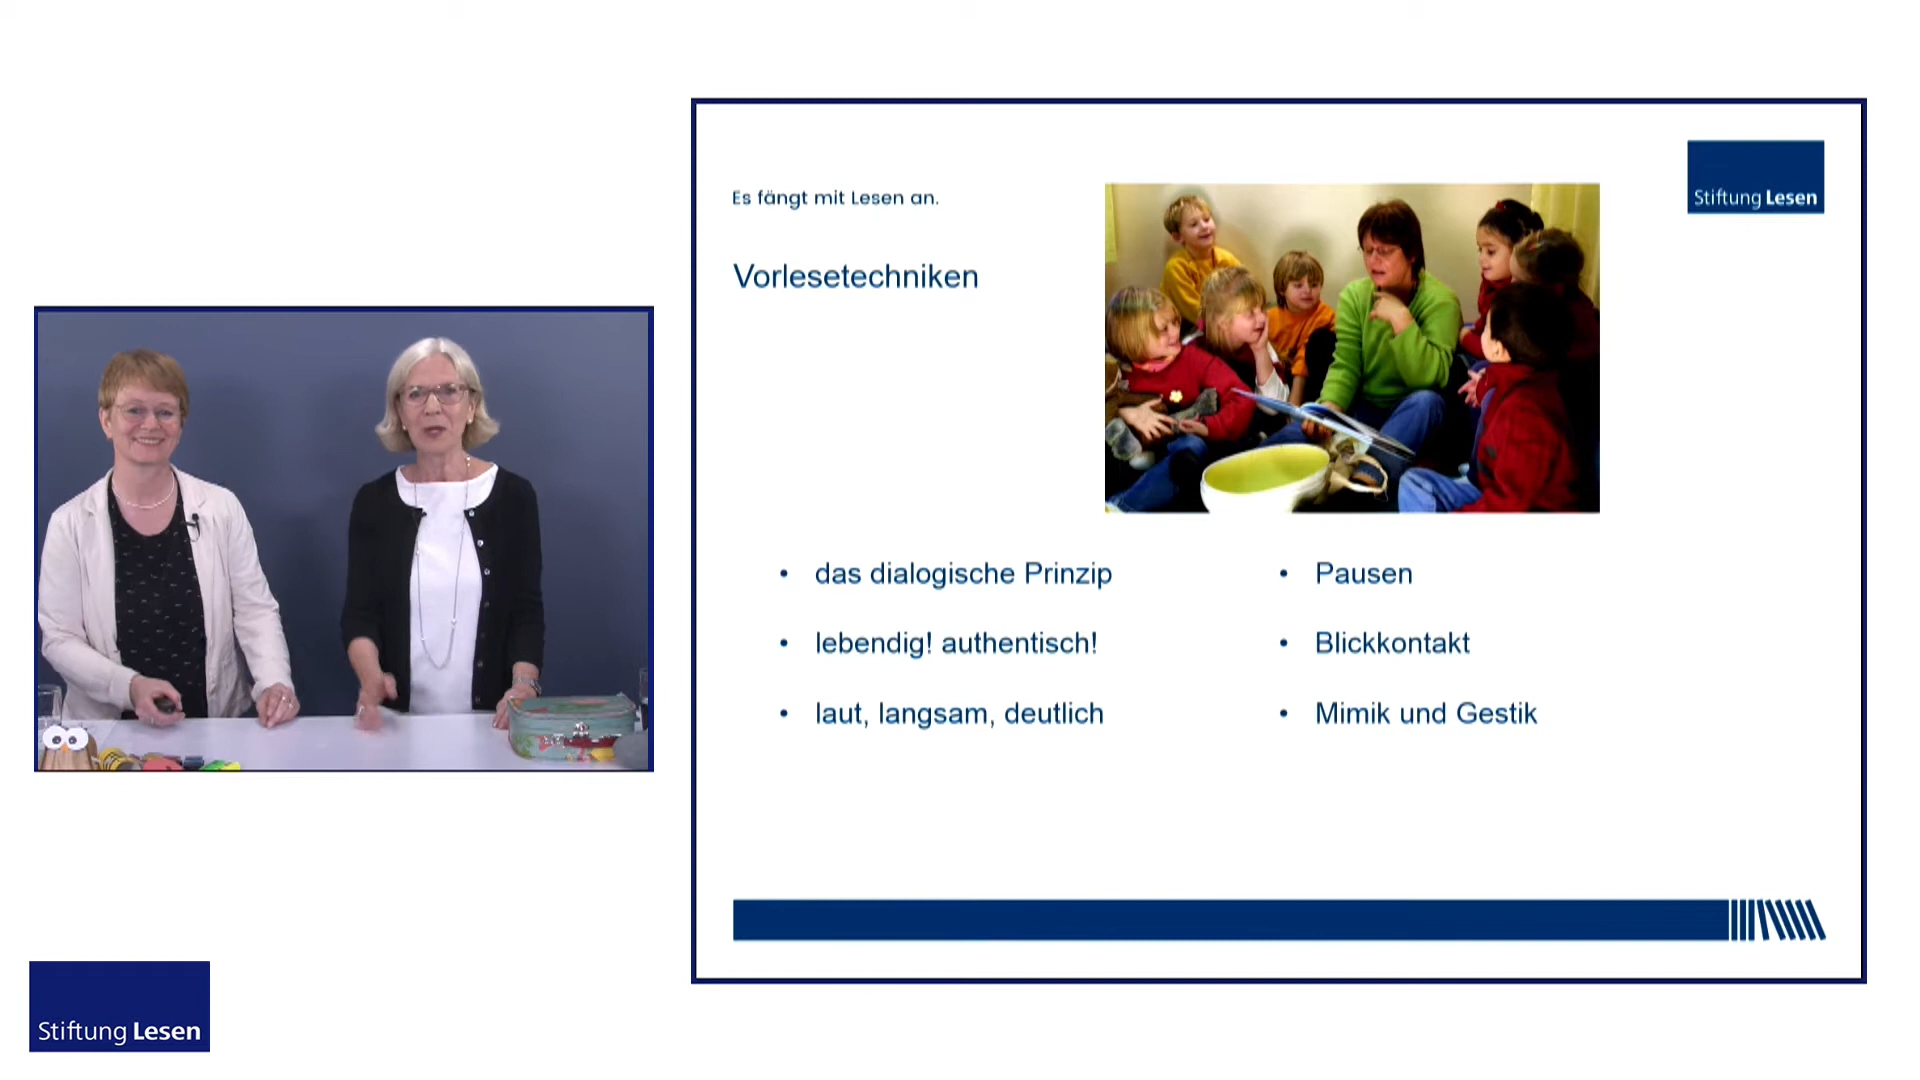 Es fängt mit Lesen an.
Stiftung Lesen
Vorlesetechniken
• das dialogische Prinzip
• lebendig! authentisch!
• laut, langsam, deutlich
• Pausen
• Blickkontakt
• Mimik und Gestik
Stiftung Lesen